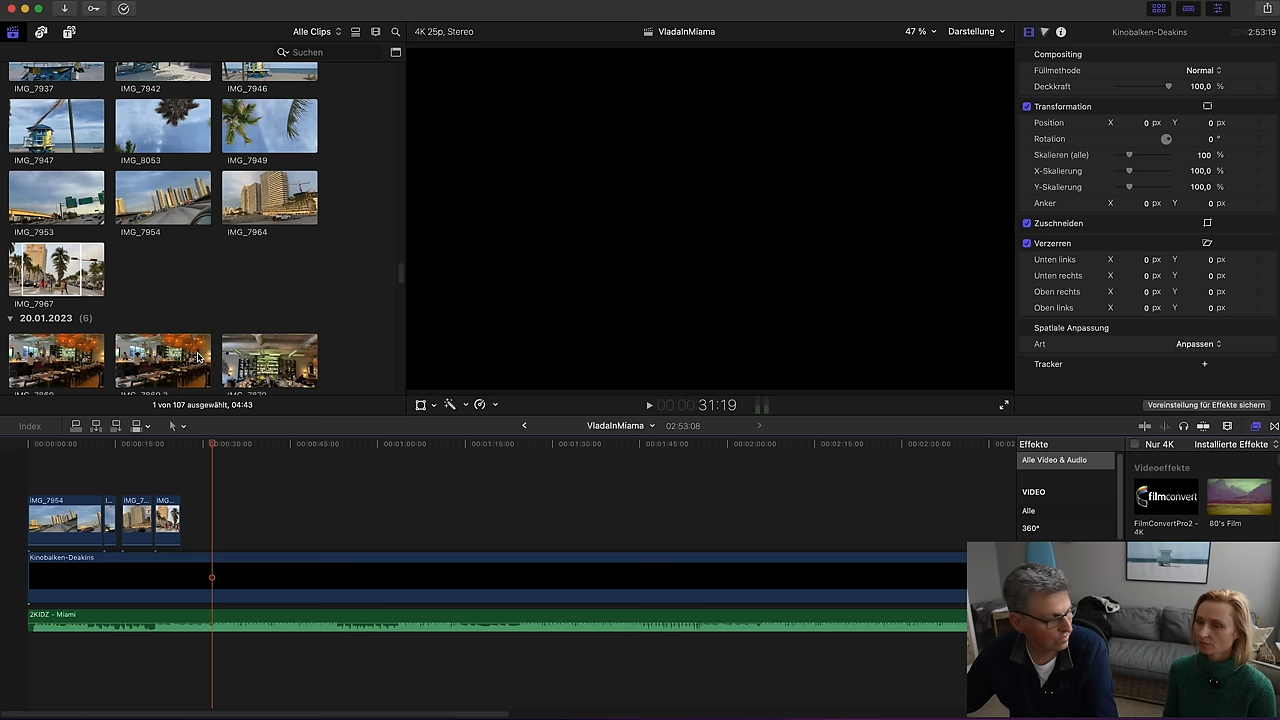 All Clips
4K 25p, Stereo
VladaInMiama
47 %
Darstellung
Kinobalken-Deakins
2:53:19
Suchen
IMG_7937
IMG_7942
IMG_7946
IMG_7947
IMG_8053
IMG_7949
IMG_7953
IMG_7954
IMG_7964
IMG_7967
20.01.2023 (6)
1 von 107 ausgewählt, 04:43
Compositing
Füllmethode Normal
Deckkraft 100,0 %
Transformation
Position X 0 px Y 0 px
Rotation 0 °
Skalieren (alle) 100 %
X-Skalierung 100,0 %
Y-Skalierung 100,0 %
Anker X 0 px Y 0 px
Zuschneiden
Verzerren
Unten links X 0 px Y 0 px
Unten rechts X 0 px Y 0 px
Oben rechts X 0 px Y 0 px
Oben links X 0 px Y 0 px
Spatiale Anpassung
Art Anpassen
Tracker +
00:00:31:19
Voreinstellung für Effekte sichern
Index
VladaInMiama
02:53:08
00:00:00:00
00:00:15:00
00:00:30:00
00:00:45:00
00:01:00:00
00:01:15:00
00:01:30:00
00:01:45:00
00:02:00:00
00:02:15:00
00:02:30:00
Effekte
Nur 4K
Installierte Effekte
Alle Video & Audio
VIDEO
Alle
360°
Videoeffekte
filmconvert
FilmConvertPro2 - 4K
80's Film
IMG_7954
I...
IMG_7...
IMG...
Kinobalken-Deakins
2KIDZ - Miami